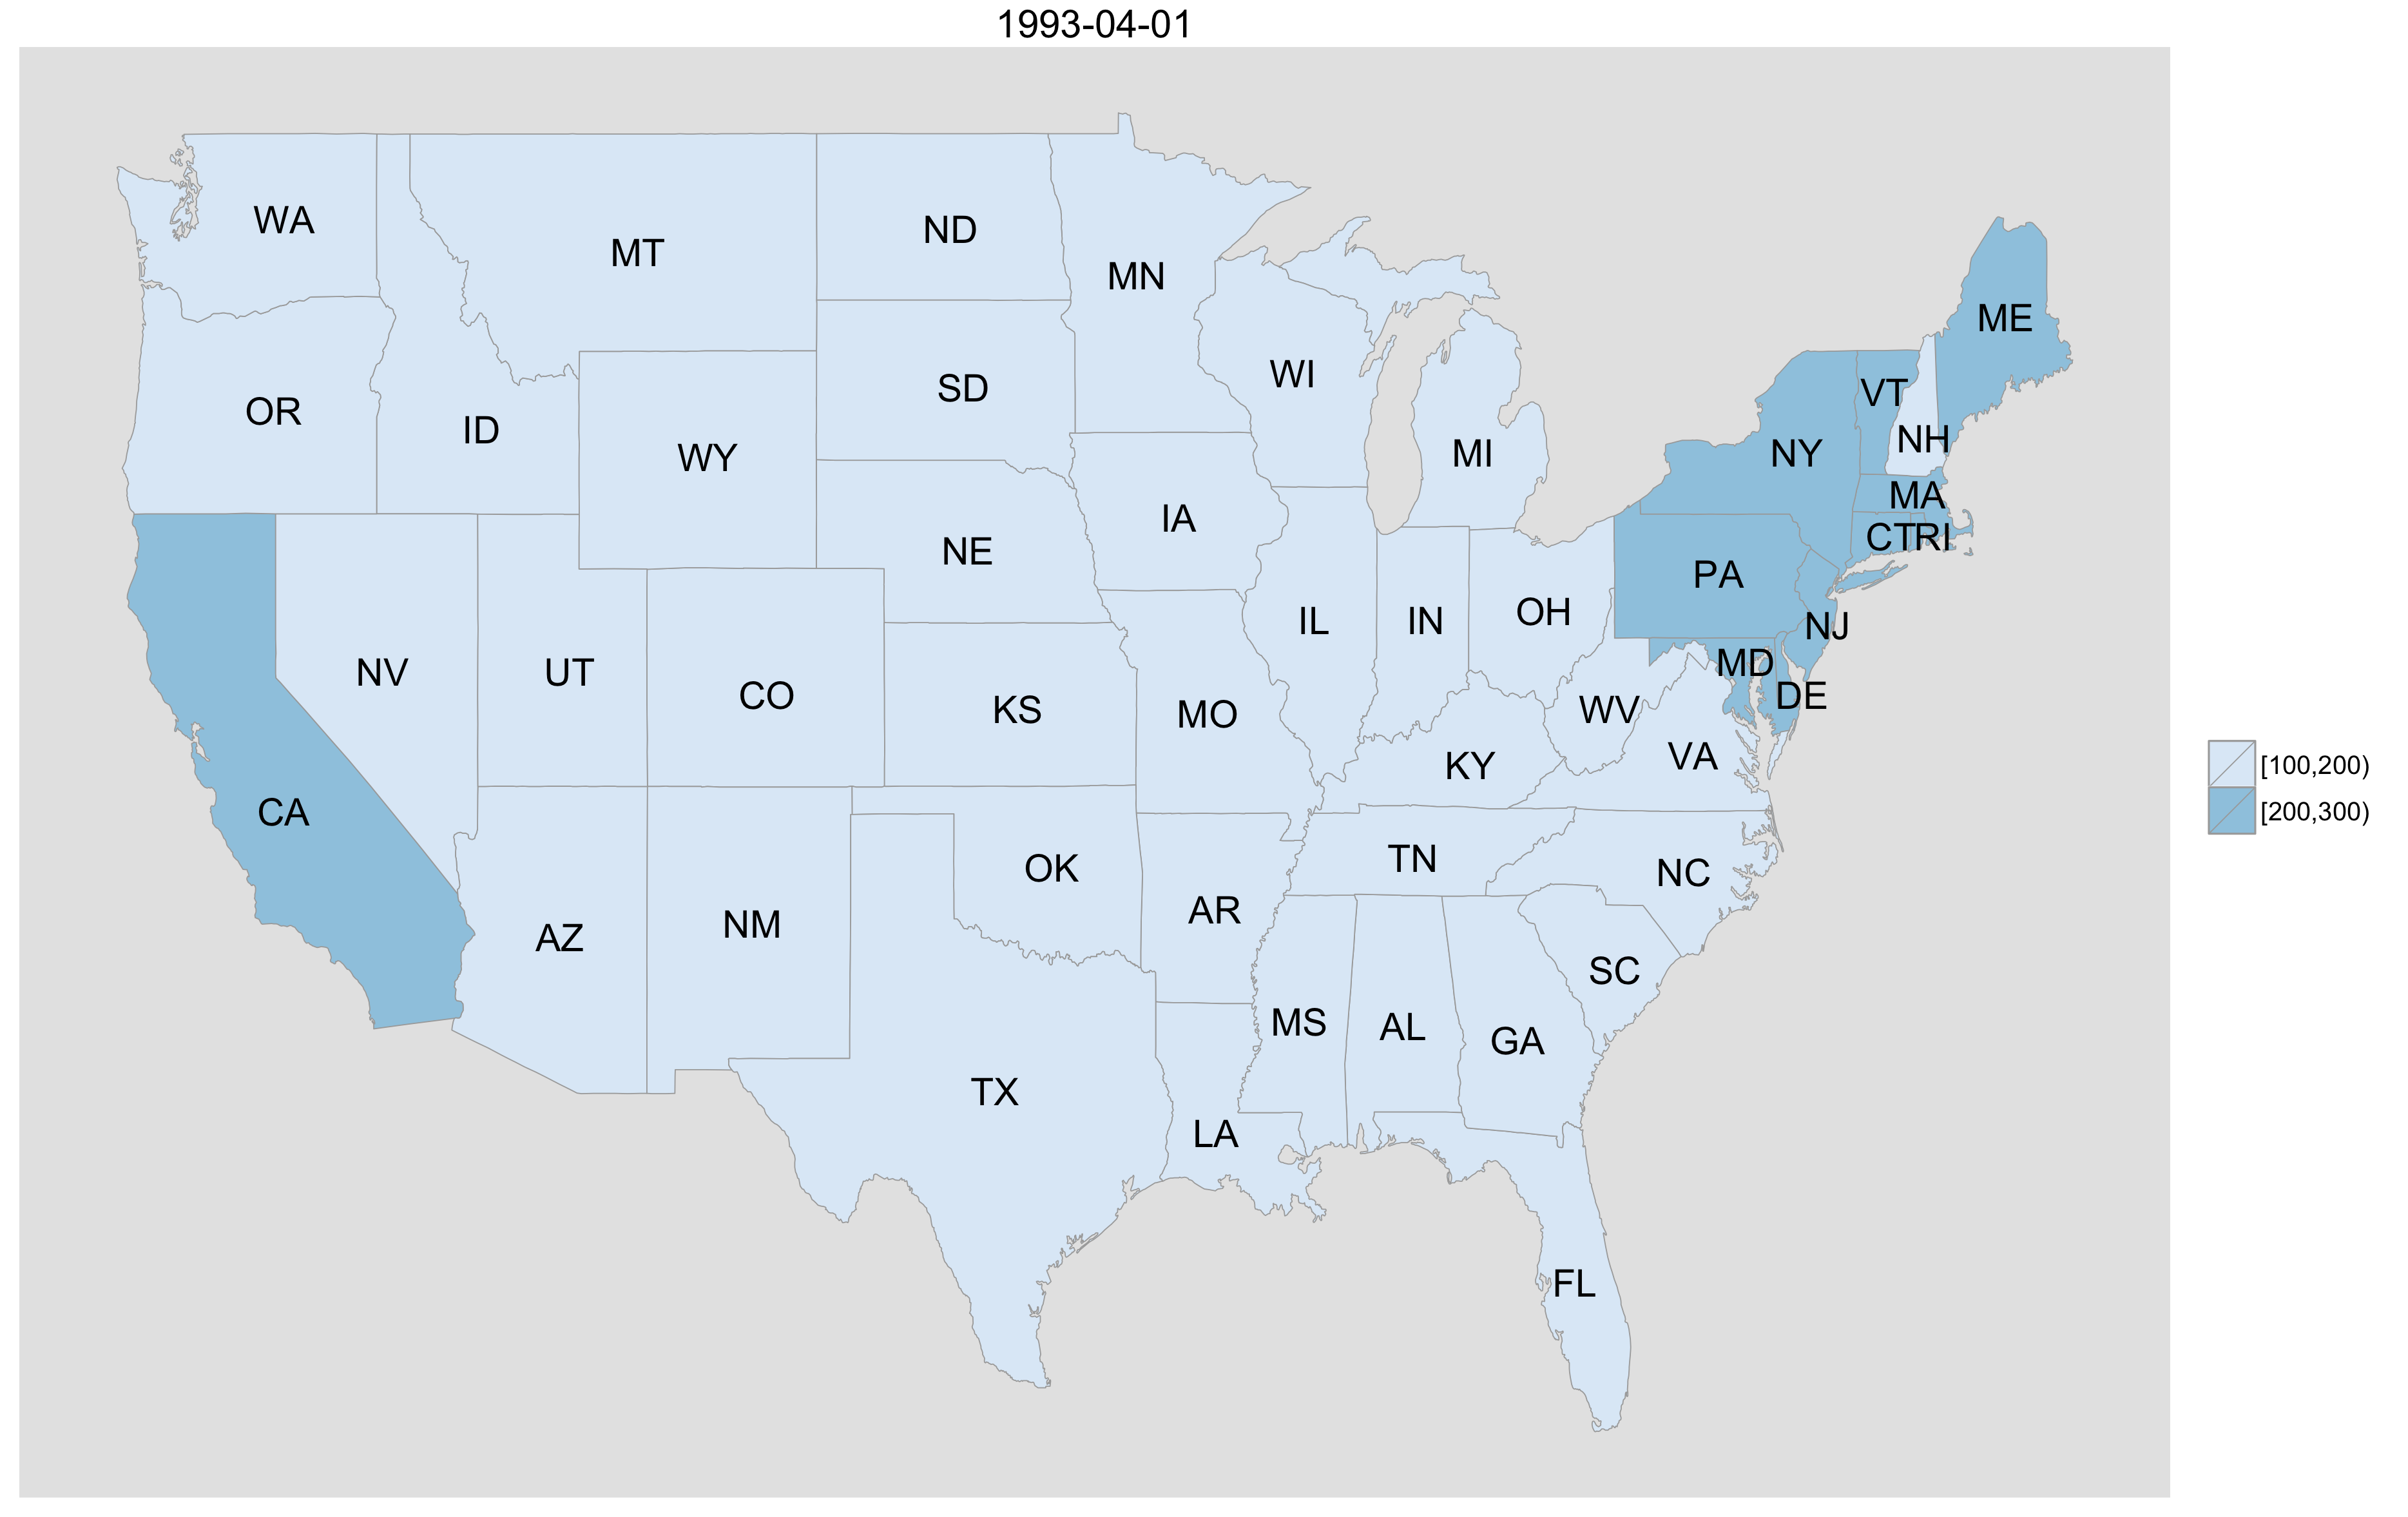 1993-04-01
WA
MT
ND
MN
ME
OR
ID
WY
SD
WI
MI
NY
VT
NH
MA
CT
RI
NE
IA
IL
IN
OH
PA
NJ
MD
DE
NV
UT
CO
KS
MO
KY
WV
VA
CA
AZ
NM
OK
AR
TN
NC
SC
TX
LA
MS
AL
GA
FL
[100,200)
[200,300)